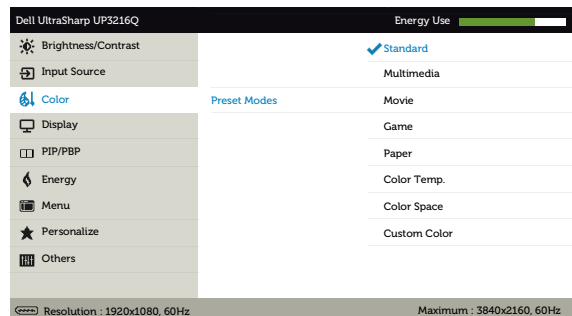 Dell UltraSharp UP3216Q Energy Use
Brightness/Contrast Standard
Input Source Multimedia
Color Preset Modes Movie
Display Game
PIP/PBP Paper
Energy Color Temp.
Menu Color Space
Personalize Custom Color
Others
Resolution : 1920x1080, 60Hz Maximum : 3840x2160, 60Hz